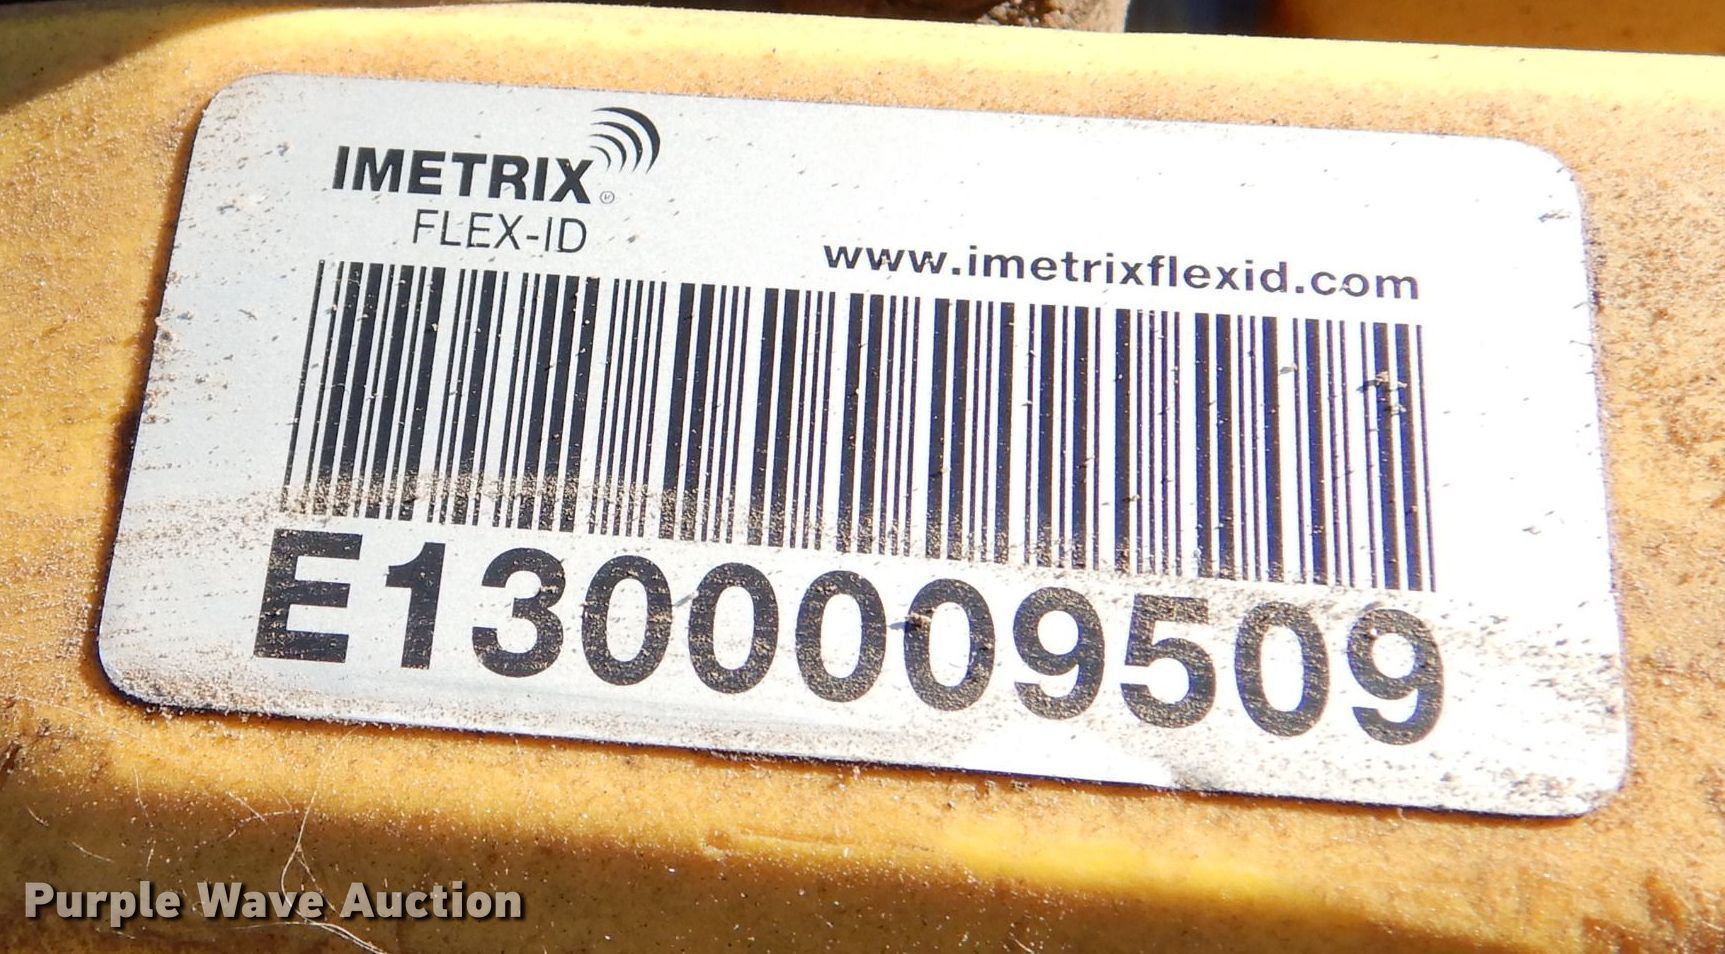 IMETRIX®
FLEX-ID
www.imetrixflexid.com
E1300009509
Purple Wave Auction